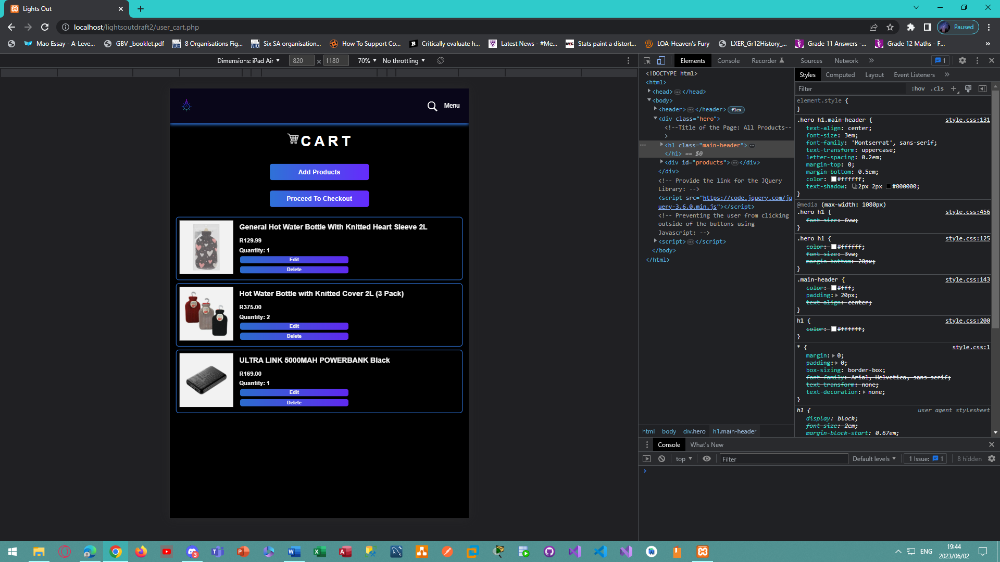 Lights Out
localhost/lightsoutdraft2/user_cart.php
Paused
Mao Essay - A-Leve...
GBV _booklet.pdf
8 Organisations Fig...
Six SA organisation...
How To Support Co...
Critically evaluate h...
Latest News - #Me...
Stats paint a distort...
LOA-Heaven's Fury
LXER_Gr12History_...
Grade 11 Answers -...
Grade 12 Maths - F...
»
Dimensions: iPad Air
820 × 1180
70%
No throttling
Menu
CART
Add Products
Proceed To Checkout
General Hot Water Bottle With Knitted Heart Sleeve 2L
R129.99
Quantity: 1
Edit
Delete
Hot Water Bottle with Knitted Cover 2L (3 Pack)
R375.00
Quantity: 2
Edit
Delete
ULTRA LINK 5000MAH POWERBANK Black
R169.00
Quantity: 1
Edit
Delete
Elements Console Recorder Sources Network » 1
<!DOCTYPE html>
<html>
<head>…</head>
<body>
<header>…</header> flex
<div class="hero">
<!--Title of the Page: All Products--
>
<h1 class="main-header">…
</h1> == $0
<div id="products">…</div>
</div>
<!-- Provide the link for the JQuery
Library: -->
<script src="https://code.jquery.com/jq
uery-3.6.0.min.js"></script>
<!-- Preventing the user from clicking
outside of the buttons using
Javascript: -->
<script>…</script>
</body>
</html>
html body div.hero h1.main-header
Styles Computed Layout Event Listeners »
Filter :hov .cls +
element.style {
}
.hero h1.main-header { style.css:131
text-align: center;
font-size: 3em;
font-family: 'Montserrat', sans-serif;
text-transform: uppercase;
letter-spacing: 0.2em;
margin-top: 0;
margin-bottom: 0.5em;
color: #ffffff;
text-shadow: 2px 2px #000000;
}
@media (max-width: 1080px)
.hero h1 { style.css:456
font-size: 6vw;
}
.hero h1 { style.css:125
color: #ffffff;
font-size: 3vw;
margin-bottom: 20px;
}
.main-header { style.css:143
color: #fff;
padding: 20px;
text-align: center;
}
h1 { style.css:200
color: #ffffff;
}
* { style.css:1
margin: 0;
padding: 0;
box-sizing: border-box;
font-family: Arial, Helvetica, sans-serif;
text-transform: none;
text-decoration: none;
}
h1 { user agent stylesheet
display: block;
font-size: 2em;
margin-block-start: 0.67em;
Console What's New
top Filter Default levels 1 Issue: 1 8 hidden
3
ENG
19:44
2023/06/02